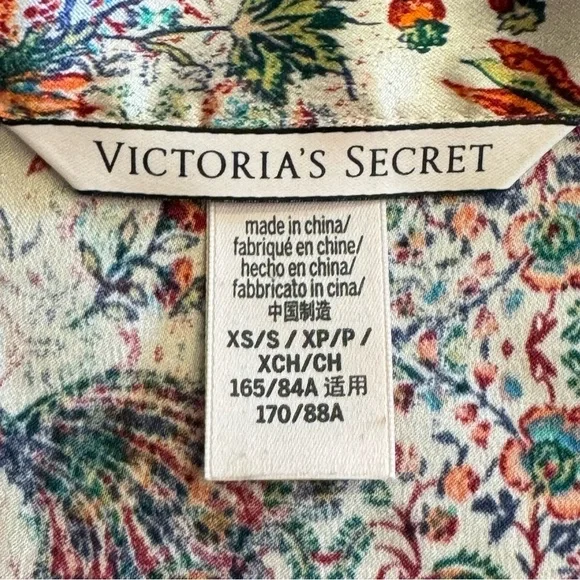 VICTORIA'S SECRET
made in china/
fabriqué en chine/
hecho en china/
fabbricato in cina/
中国制造
XS/S / XP/P /
XCH/CH
165/84A 适用
170/88A